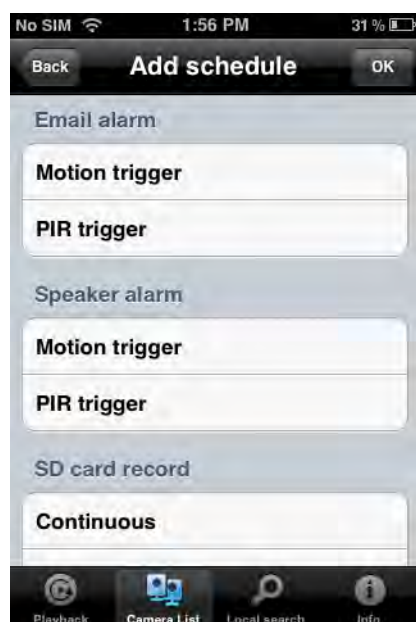 No SIM 1:56 PM 31 %
Back Add schedule OK
Email alarm
Motion trigger
PIR trigger
Speaker alarm
Motion trigger
PIR trigger
SD card record
Continuous
Playback Camera List Local search Info